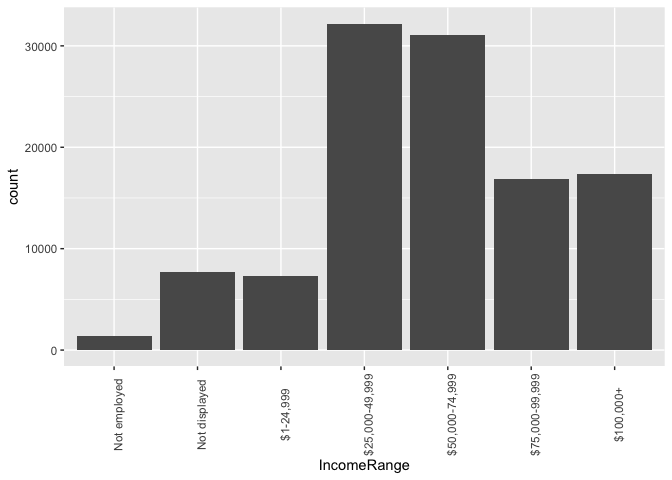 30000
20000
10000
0
count
Not employed
Not displayed
$1-24,999
$25,000-49,999
$50,000-74,999
$75,000-99,999
$100,000+
IncomeRange